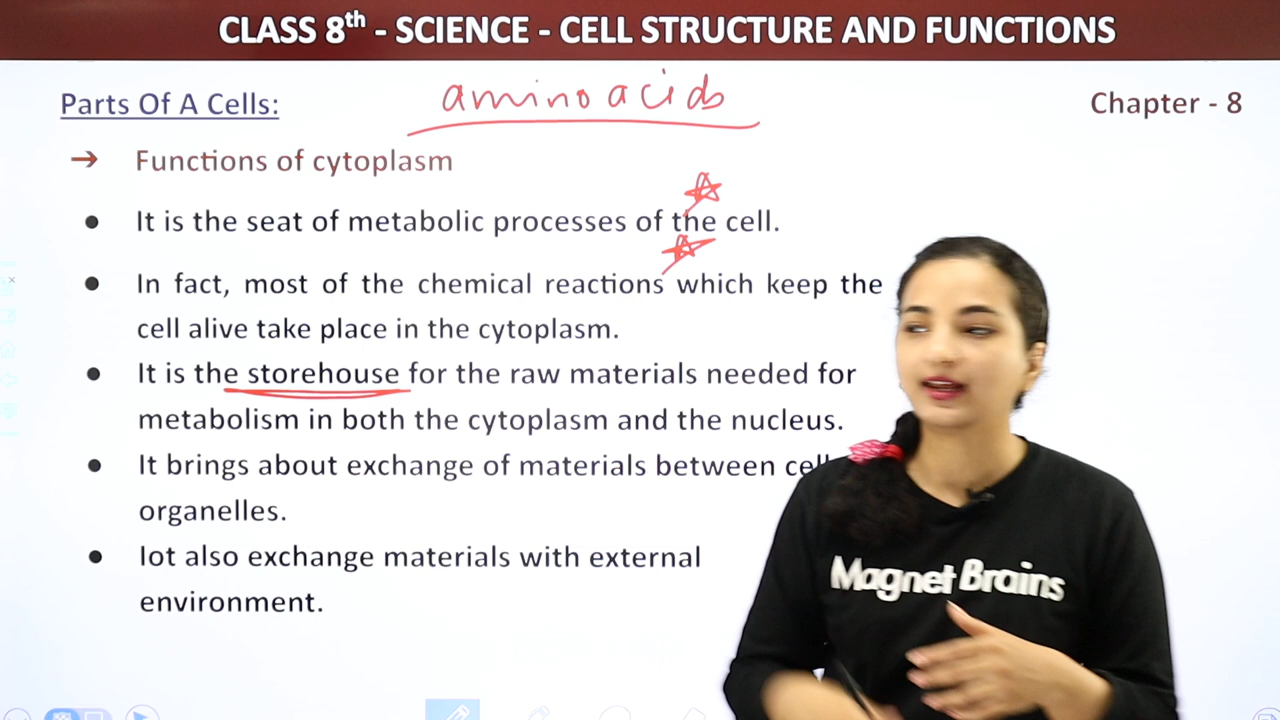 CLASS 8th - SCIENCE - CELL STRUCTURE AND FUNCTIONS
Parts Of A Cells:
amino acids
Chapter - 8
→ Functions of cytoplasm
● It is the seat of metabolic processes of the cell.
● In fact, most of the chemical reactions which keep the
cell alive take place in the cytoplasm.
● It is the storehouse for the raw materials needed for
metabolism in both the cytoplasm and the nucleus.
● It brings about exchange of materials between cell
organelles.
● Iot also exchange materials with external
environment.
Magnet Brains